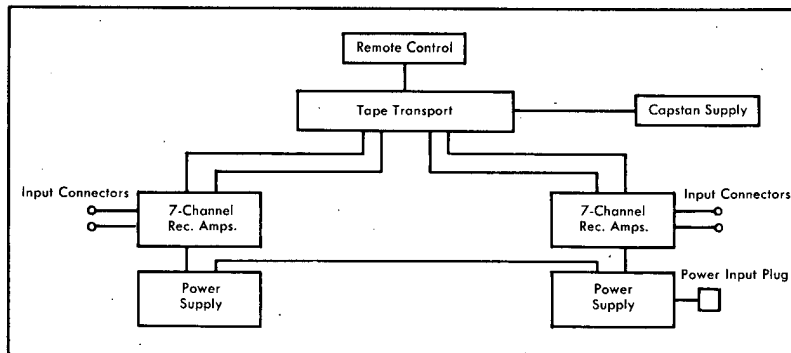 Remote Control
Tape Transport
Capstan Supply
Input Connectors
7-Channel
Rec. Amps.
7-Channel
Rec. Amps.
Input Connectors
Power
Supply
Power
Supply
Power Input Plug